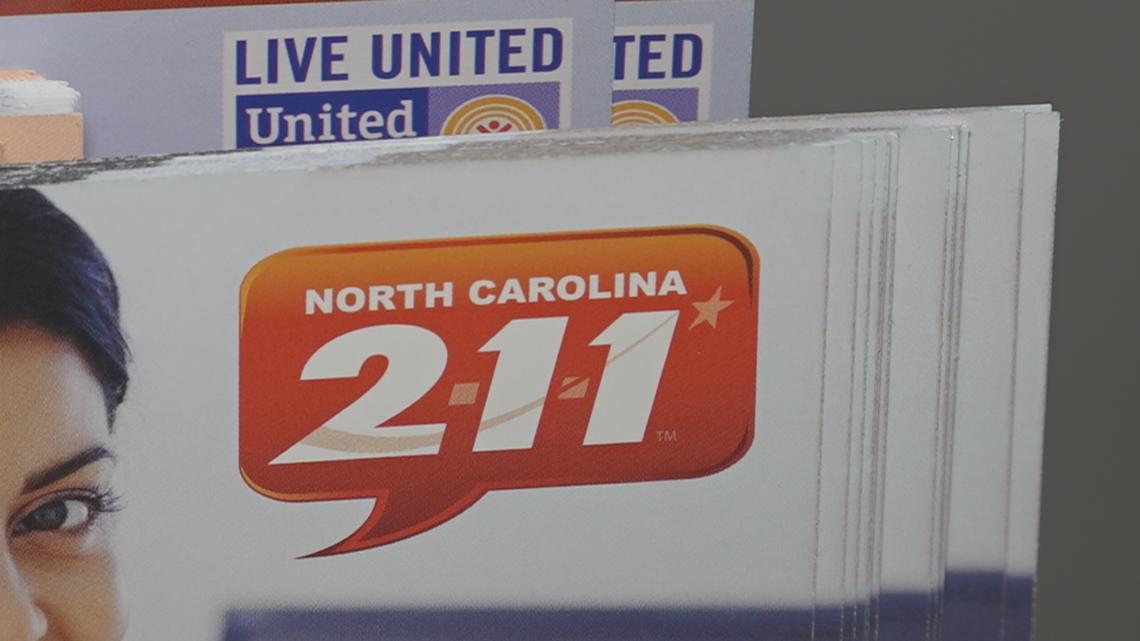 LIVE UNITED
TED
United
NORTH CAROLINA
2-1-1
TM